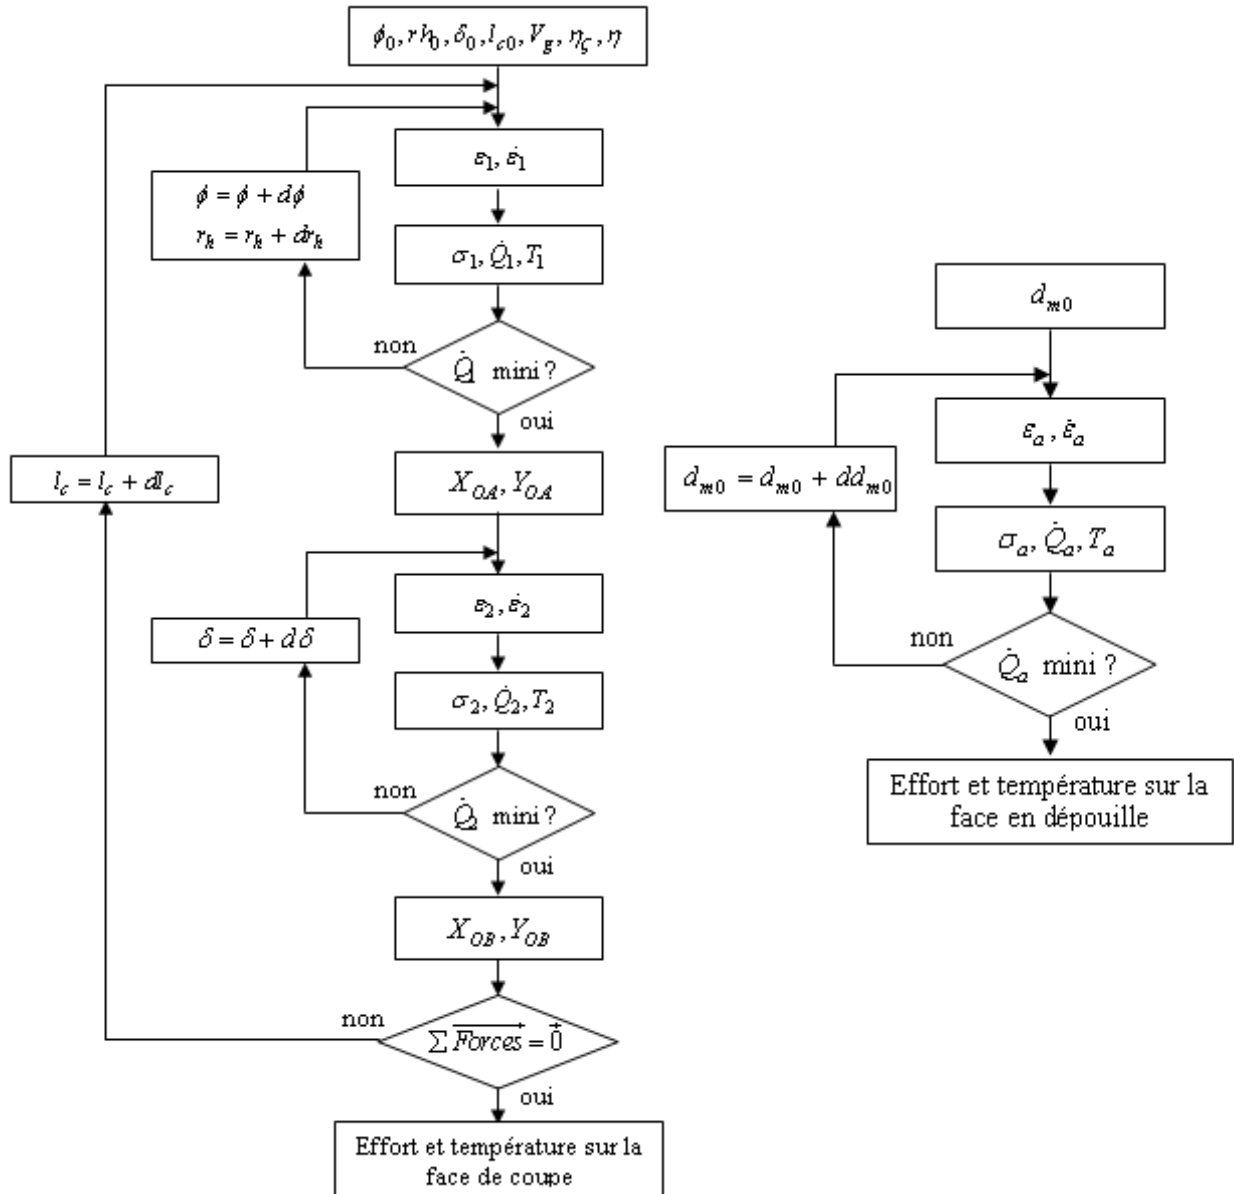 ϕ₀, rh₀, δ₀, l_c0, V_g, η_ζ, η
ε₁, ε̇₁
ϕ = ϕ + dϕ
r_h = r_h + dr_h
σ₁, Q̇₁, T₁
non
Q̇₁ mini ?
oui
l_c = l_c + dl_c
X_OA, Y_OA
ε₂, ε̇₂
δ = δ + dδ
σ₂, Q̇₂, T₂
non
Q̇₂ mini ?
oui
X_OB, Y_OB
non
∑ Forces⃗ = 0⃗
oui
Effort et température sur la
face de coupe
d_m0
ε_a, ε̇_a
d_m0 = d_m0 + dd_m0
σ_a, Q̇_a, T_a
non
Q̇_a mini ?
oui
Effort et température sur la
face en dépouille